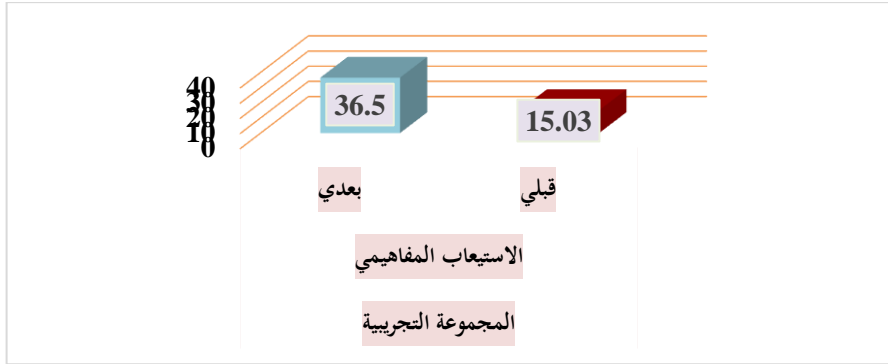 40
30
20
10
0
36.5
15.03
قبلي
بعدي
الاستيعاب المفاهيمي
المجموعة التجريبية